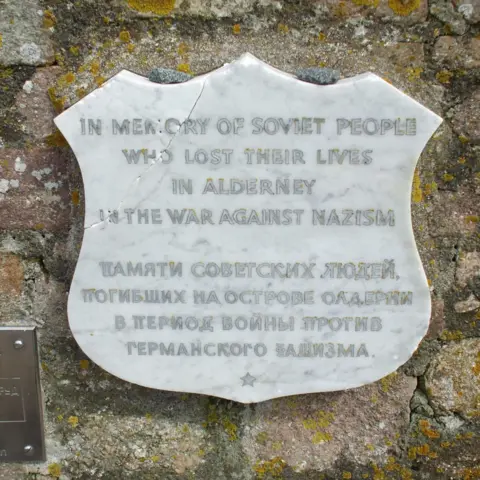 IN MEMORY OF SOVIET PEOPLE
WHO LOST THEIR LIVES
IN ALDERNEY
IN THE WAR AGAINST NAZISM
ПАМЯТИ СОВЕТСКИХ ЛЮДЕЙ,
ПОГИБШИХ НА ОСТРОВЕ ОЛДЕРНИ
В ПЕРИОД ВОЙНЫ ПРОТИВ
ГЕРМАНСКОГО ФАШИЗМА.